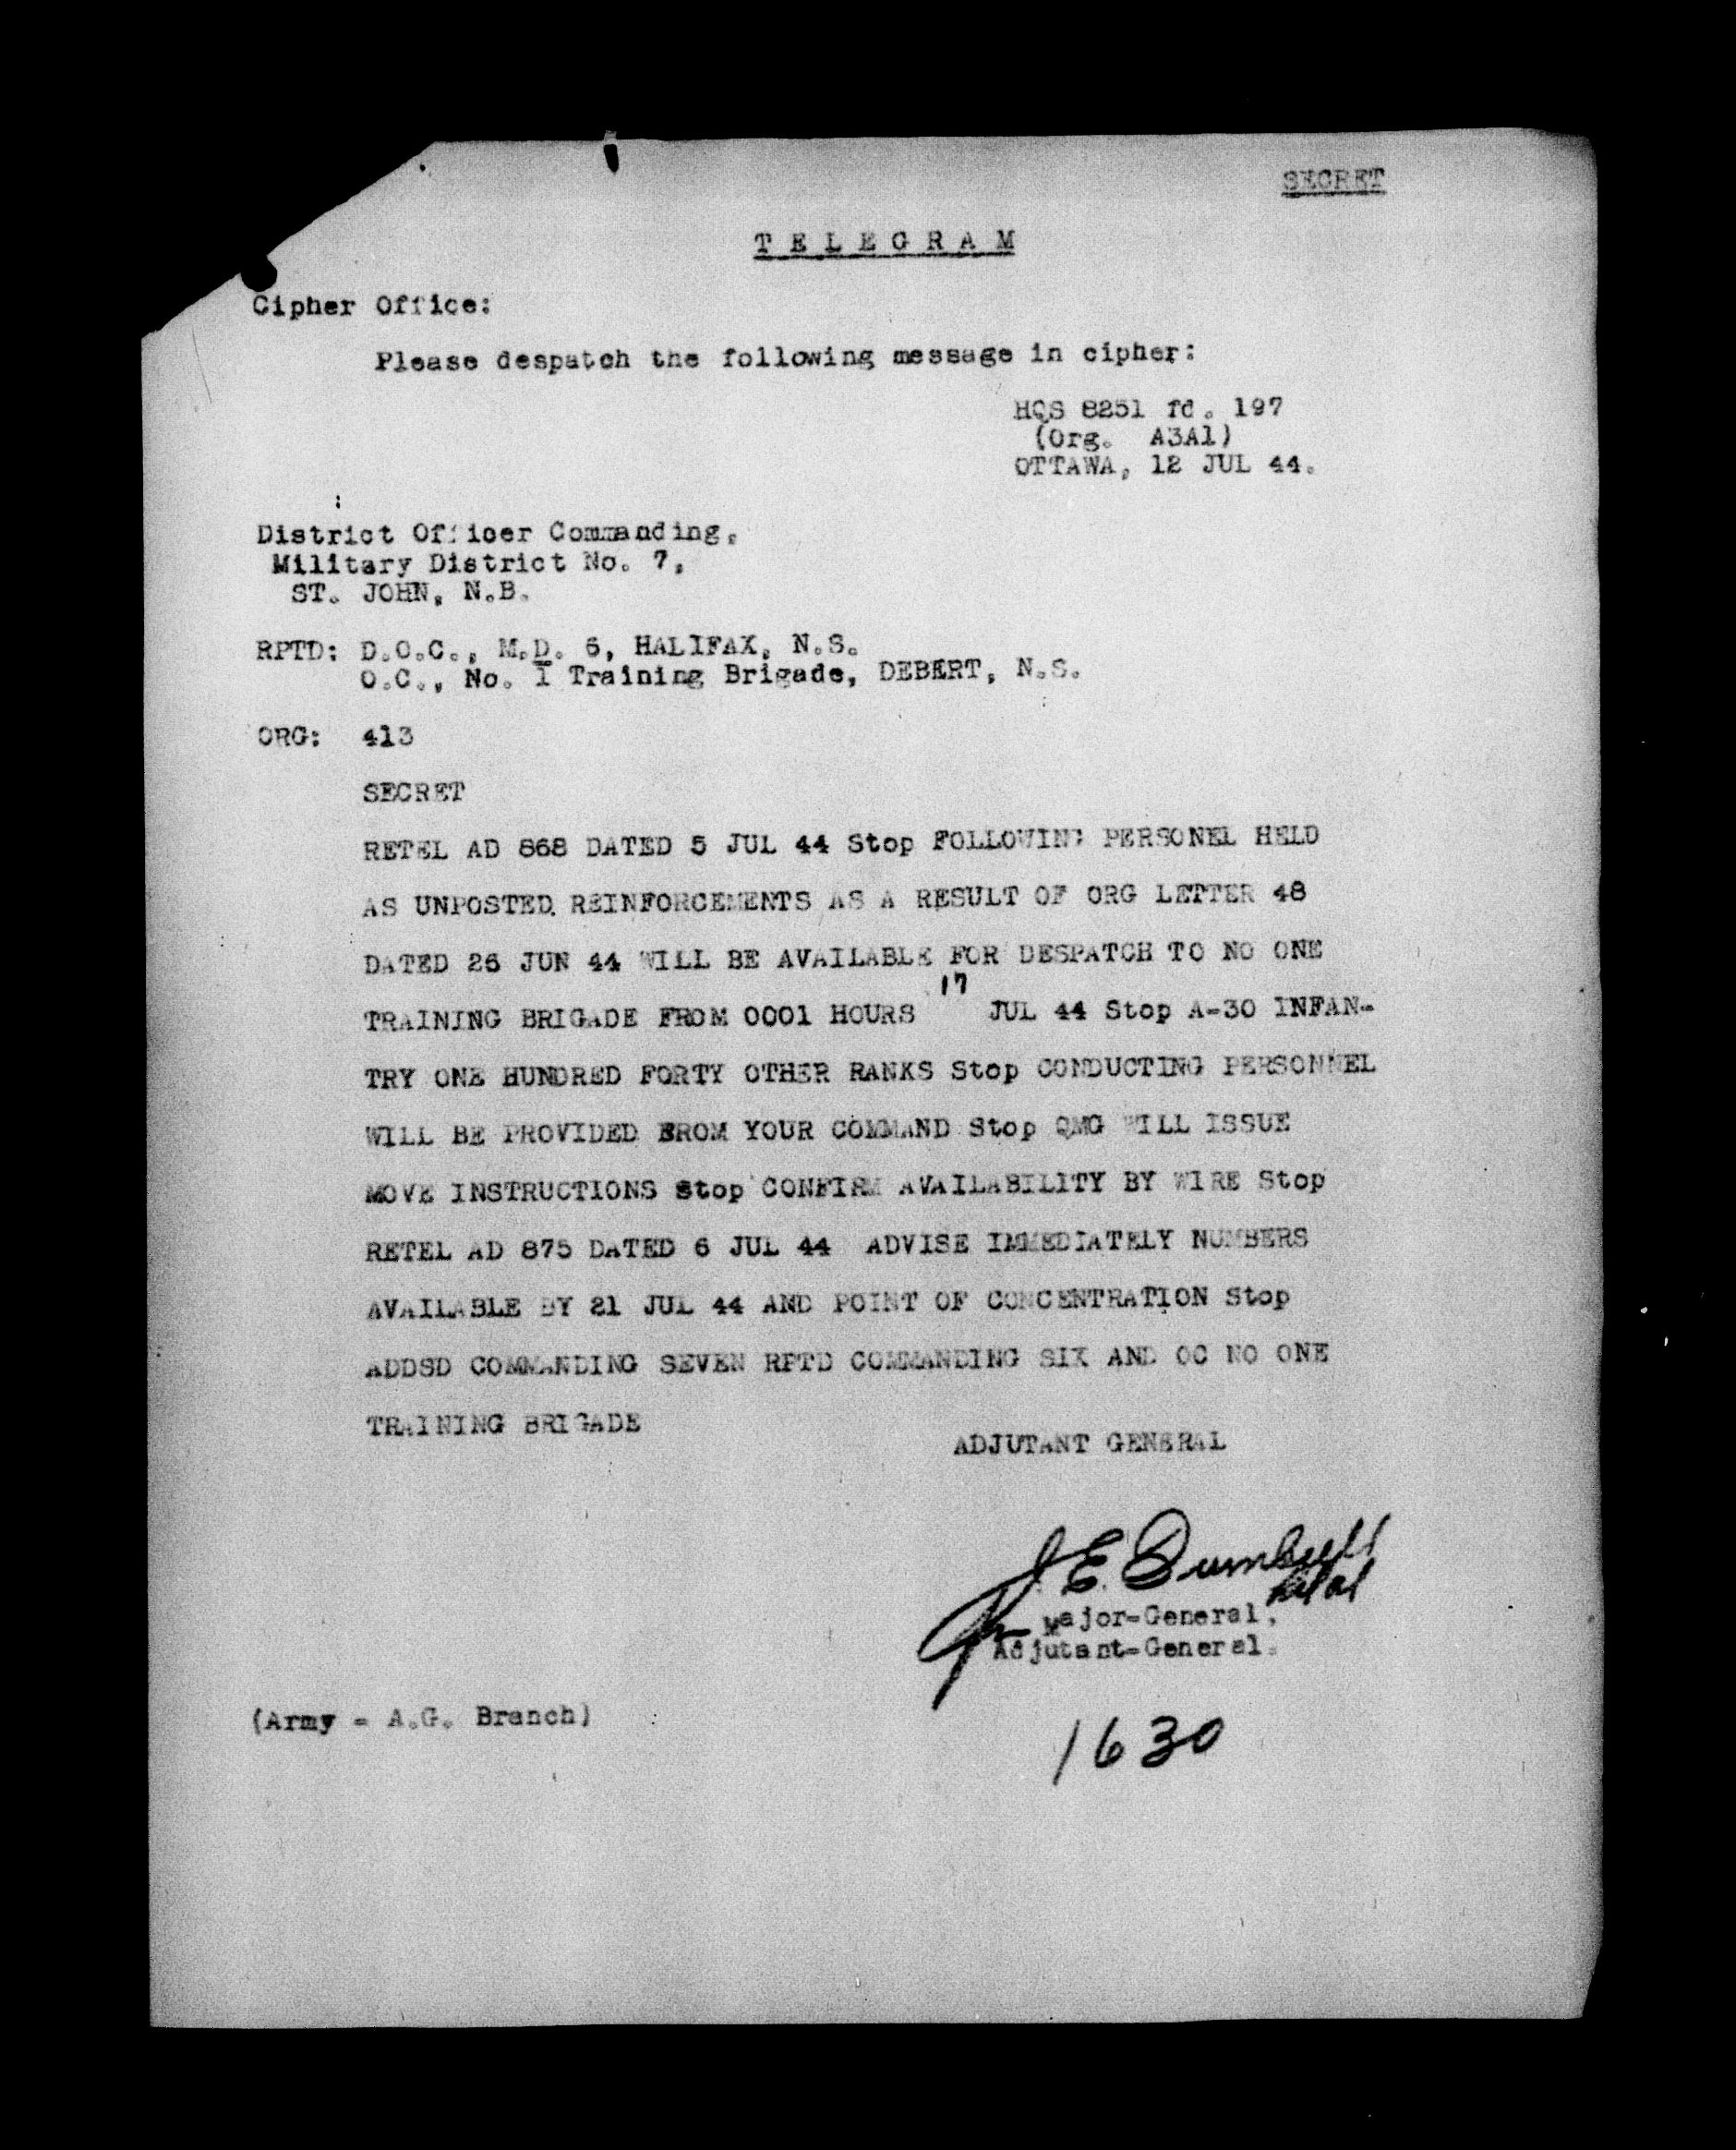 SECRET
TELEGRAM
Cipher Office:
Please despatch the following message in cipher:
HQS 8251 fd. 197
(Org. A3A1)
OTTAWA, 12 JUL 44.
District Officer Commanding,
Military District No. 7,
ST. JOHN, N.B.
RPTD: D.O.C., M.D. 6, HALIFAX, N.S.
O.C., No. 1 Training Brigade, DEBERT, N.S.
ORG: 413
SECRET
RETEL AD 868 DATED 5 JUL 44 Stop FOLLOWING PERSONEL HELD
AS UNPOSTED REINFORCEMENTS AS A RESULT OF ORG LETTER 48
DATED 26 JUN 44 WILL BE AVAILABLE FOR DESPATCH TO NO ONE
TRAINING BRIGADE FROM 0001 HOURS 17 JUL 44 Stop A-30 INFAN-
TRY ONE HUNDRED FORTY OTHER RANKS Stop CONDUCTING PERSONNEL
WILL BE PROVIDED FROM YOUR COMMAND Stop QMG WILL ISSUE
MOVE INSTRUCTIONS Stop CONFIRM AVAILABILITY BY WIRE Stop
RETEL AD 875 DATED 6 JUL 44 ADVISE IMMEDIATELY NUMBERS
AVAILABLE BY 21 JUL 44 AND POINT OF CONCENTRATION Stop
ADDSD COMMANDING SEVEN RPTD COMMANDING SIX AND OC NO ONE
TRAINING BRIGADE
ADJUTANT GENERAL
J E
Major-General,
Adjutant-General.
(Army - A.G. Branch)
1630